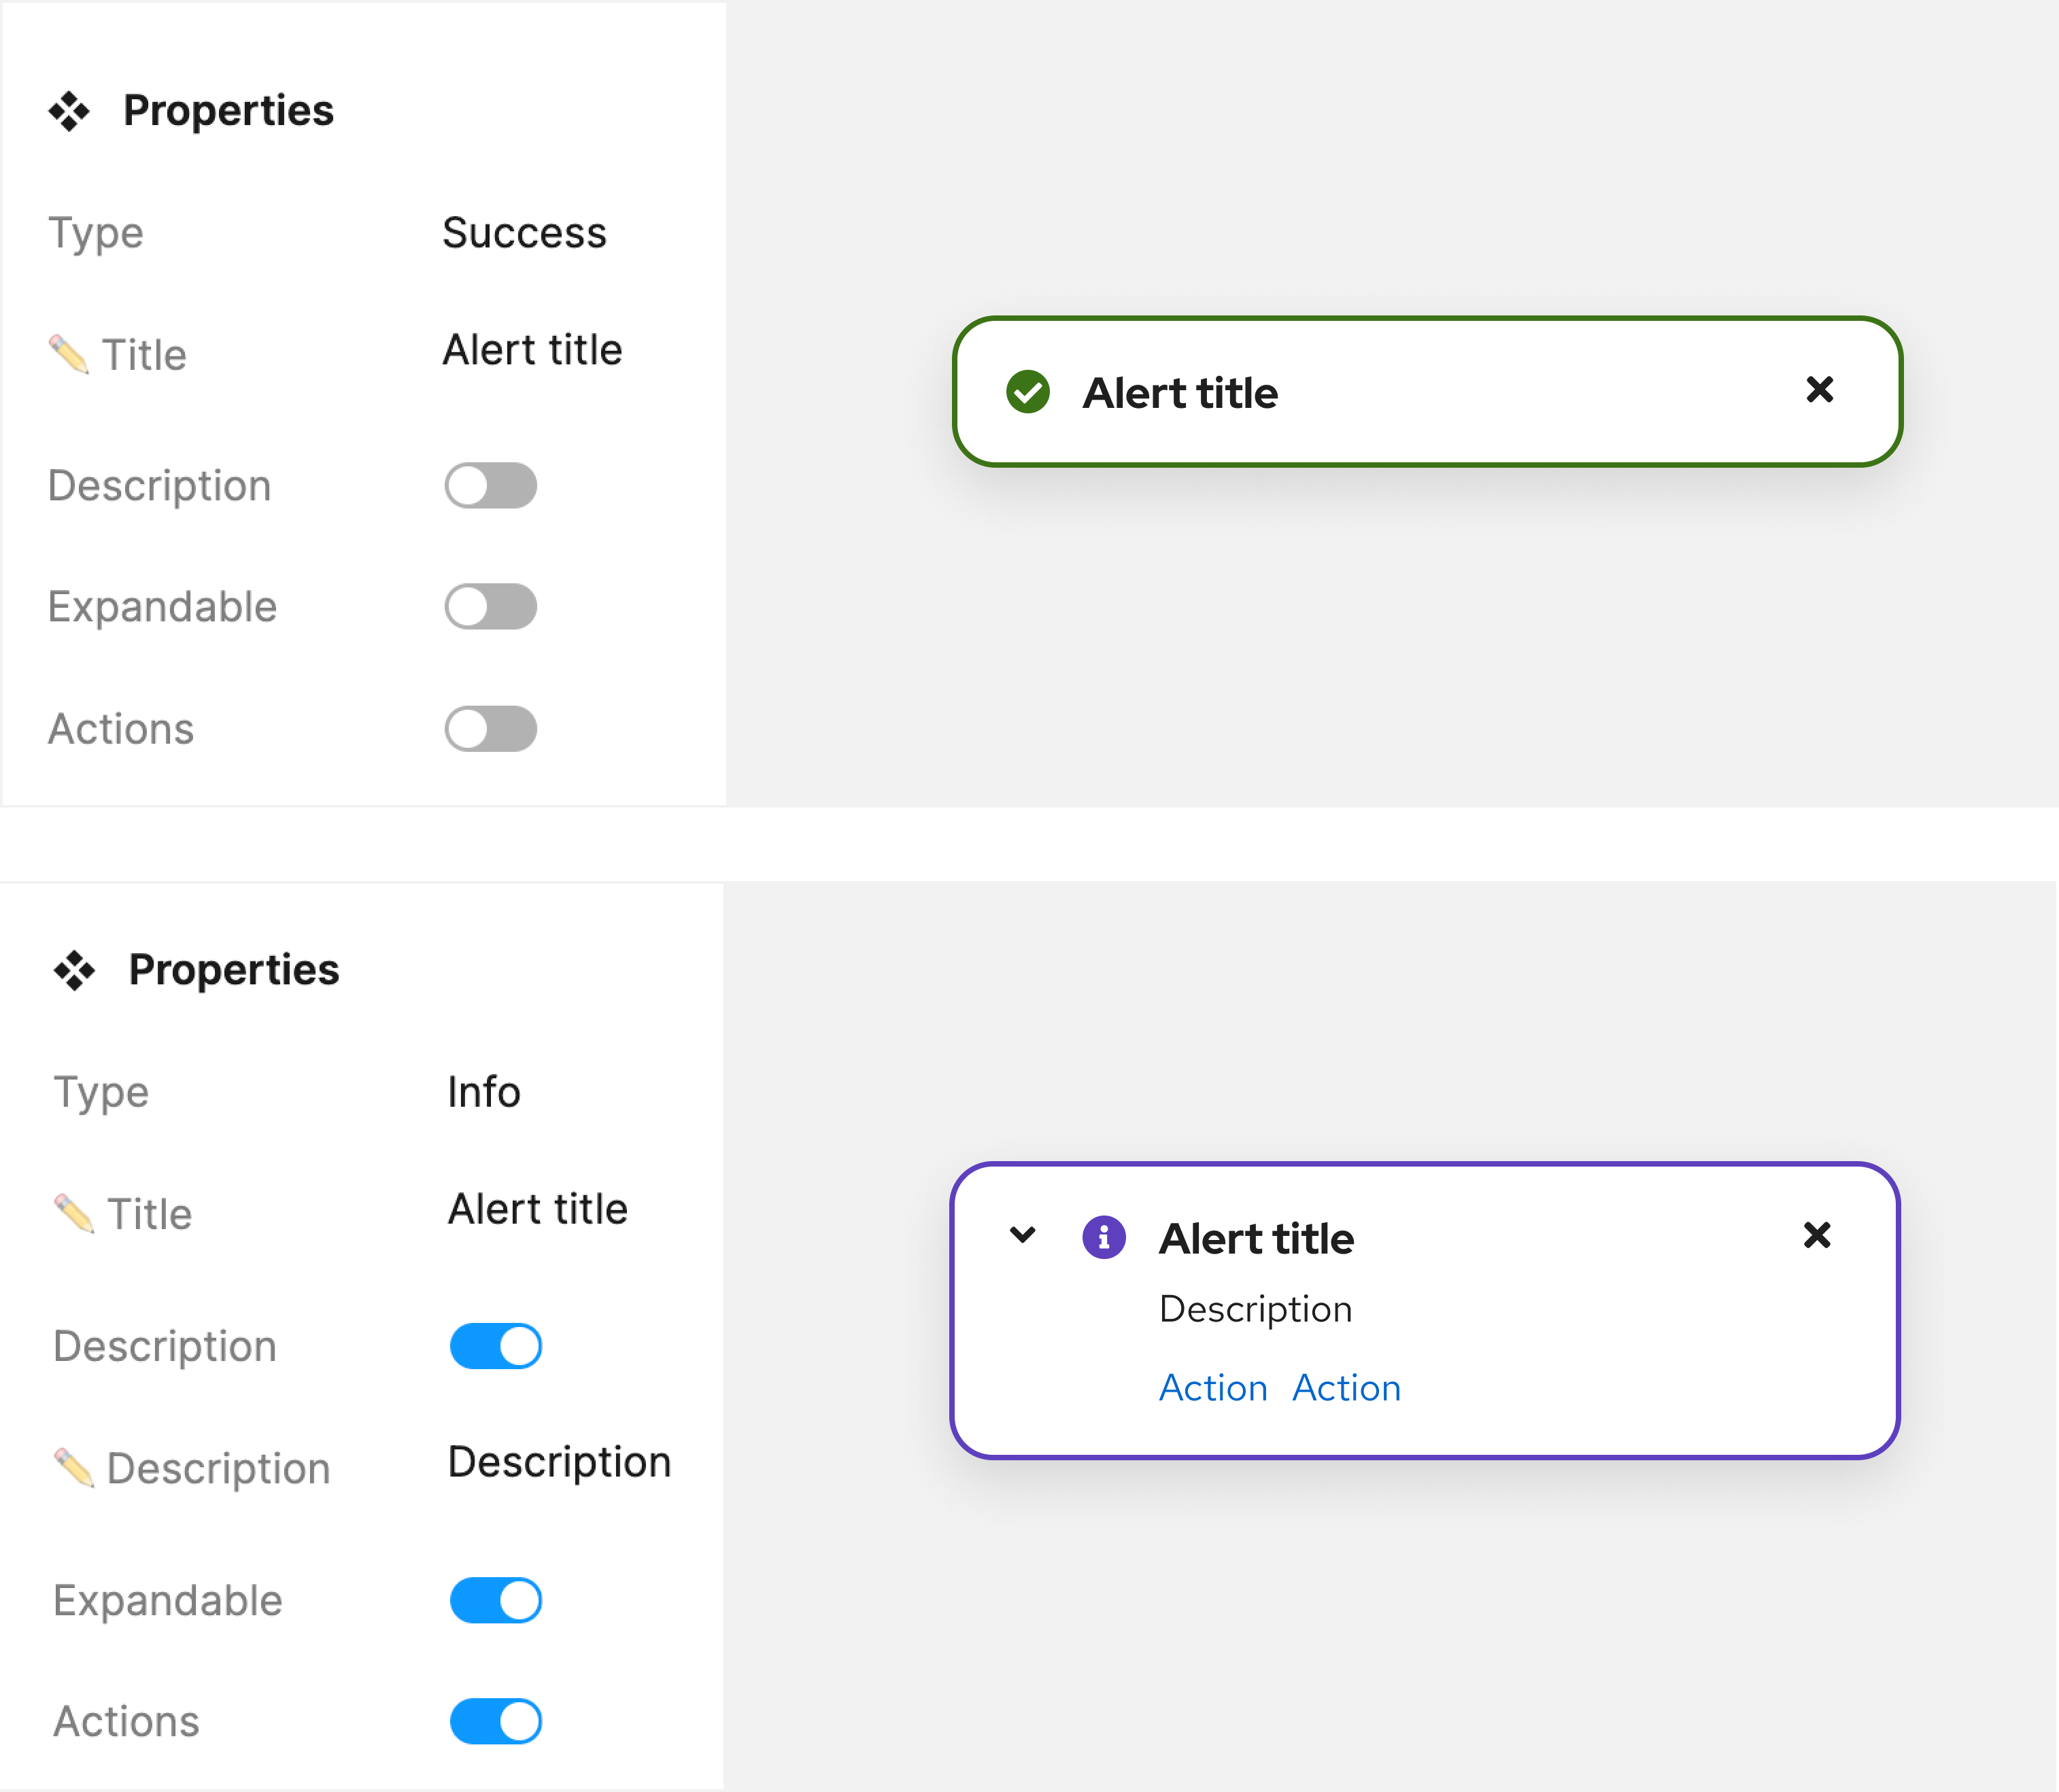 Properties
Type Success
Title Alert title
Description
Expandable
Actions
Alert title
Properties
Type Info
Title Alert title
Description
Description Description
Expandable
Actions
Alert title
Description
Action Action